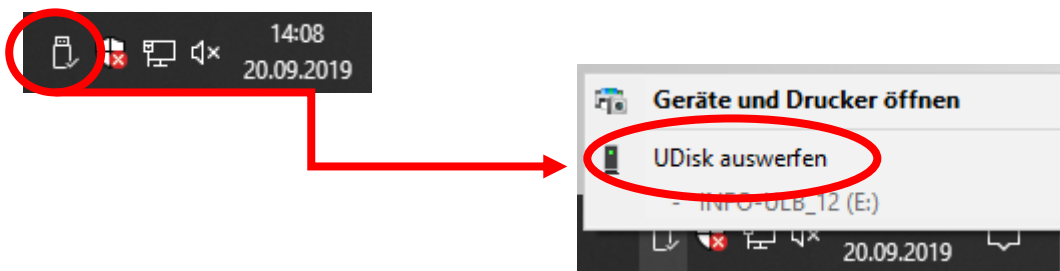 14:08
20.09.2019
Geräte und Drucker öffnen
UDisk auswerfen
- INFO-ULB_12 (E:)
20.09.2019